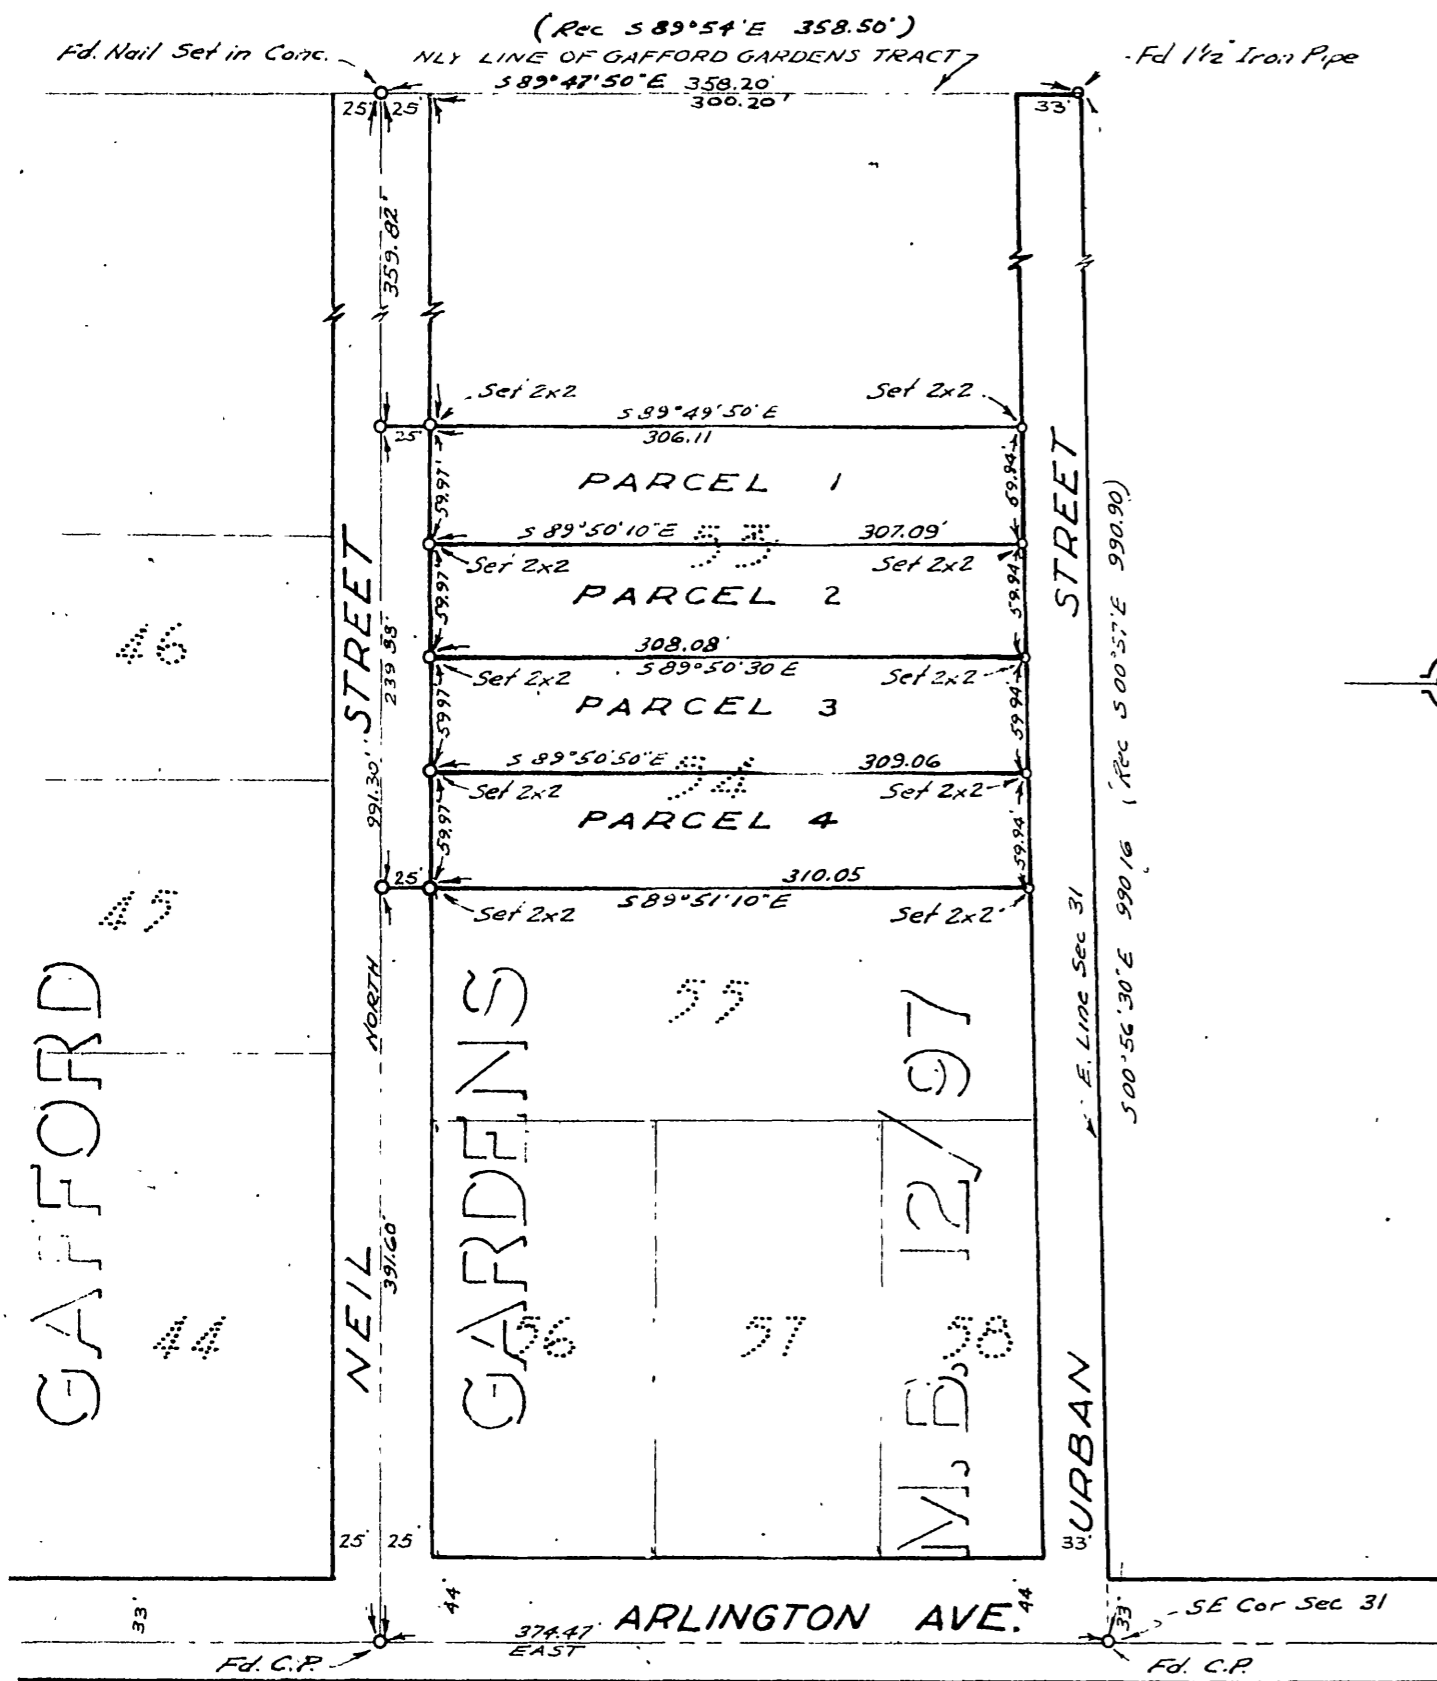 (Rec S 89°54'E 358.50')
Fd. Nail Set in Conc.
NLY LINE OF GAFFORD GARDENS TRACT
Fd 1½" Iron Pipe
S 89°47'50"E 358.20'
300.20'
25' 25'
33'
359.82'
Set 2x2
Set 2x2
S 89°49'50"E
25'
306.11
59.97'
PARCEL 1
59.94'
S 89°50'10"E
53
307.09'
Set 2x2
Set 2x2
59.97'
PARCEL 2
59.94'
308.08'
S 89°50'30"E
Set 2x2
Set 2x2
59.97
PARCEL 3
59.94'
S 89°50'50"E
54
309.06
Set 2x2
Set 2x2
59.97'
PARCEL 4
59.94'
25'
310.05
S 89°51'10"E
Set 2x2
Set 2x2
46
45
44
55
56
57
58
NEIL STREET
239.88'
991.30'
NORTH
391.60'
URBAN STREET
E. Line Sec 31
S00°56'30"E 990.16 (Rec S00°57'E 990.90)
GAFFORD
GARDENS
M. B. 12/97
25' 25'
33'
33'
44'
44'
33'
ARLINGTON AVE.
SE Cor Sec 31
374.47'
EAST
Fd. C.P.
Fd. C.P.